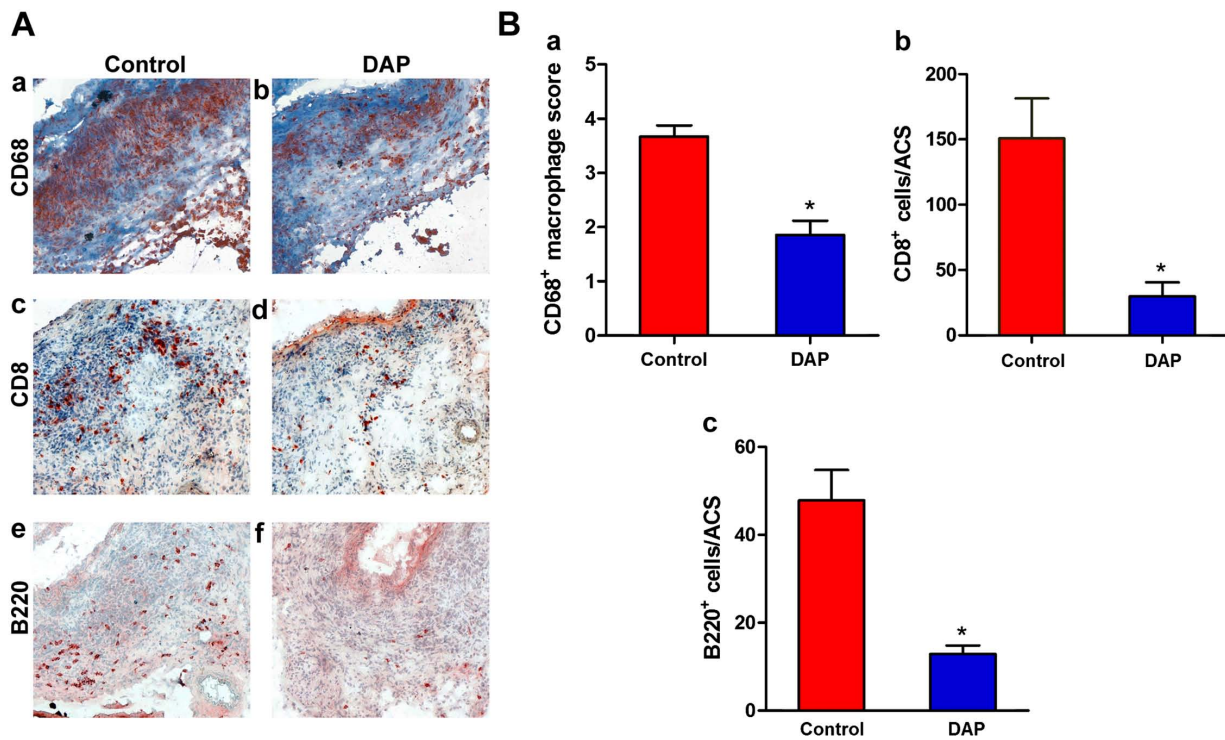 A
Control DAP
a b
CD68
c d
CD8
e f
B220
B
a
CD68+ macrophage score
5
4
3
2
1
0
*
Control DAP
b
CD8+ cells/ACS
200
150
100
50
0
*
Control DAP
c
B220+ cells/ACS
60
40
20
0
*
Control DAP